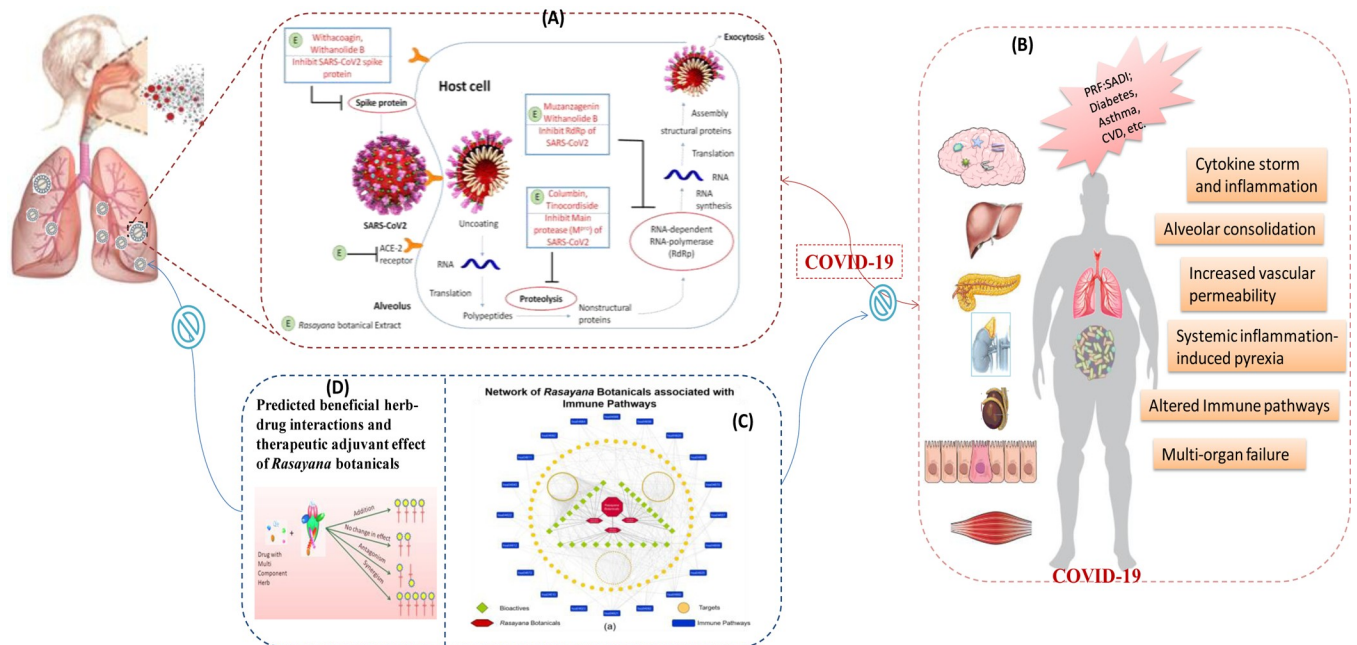 (A)
E
Withacoagin,
Withanolide B
Inhibit SARS-CoV2 spike
protein
Spike protein
SARS-CoV2
E
ACE-2
receptor
Alveolus
E
Rasayana botanical Extract
Host cell
Uncoating
RNA
Translation
Polypeptides
E
Muzanzagenin
Withanolide B
Inhibit RdRp of
SARS-CoV2
E
Columbin,
Tinocordiside
Inhibit Main
protease (Mᵖʳᵒ) of
SARS-CoV2
Proteolysis
Nonstructural
proteins
RNA-dependent
RNA-polymerase
(RdRp)
RNA
synthesis
RNA
Translation
structural proteins
Assembly
Exocytosis
COVID-19
(B)
PRF:SADI;
Diabetes,
Asthma,
CVD, etc.
Cytokine storm
and inflammation
Alveolar consolidation
Increased vascular
permeability
Systemic inflammation-
induced pyrexia
Altered Immune pathways
Multi-organ failure
COVID-19
(D)
Predicted beneficial herb-
drug interactions and
therapeutic adjuvant effect
of Rasayana botanicals
Drug with
Multi
Component
Herb
+
Addition
No change in effect
Antagonism
Synergism
Network of Rasayana Botanicals associated with
Immune Pathways
(C)
Bioactives
Targets
Rasayana Botanicals
Immune Pathways
(a)